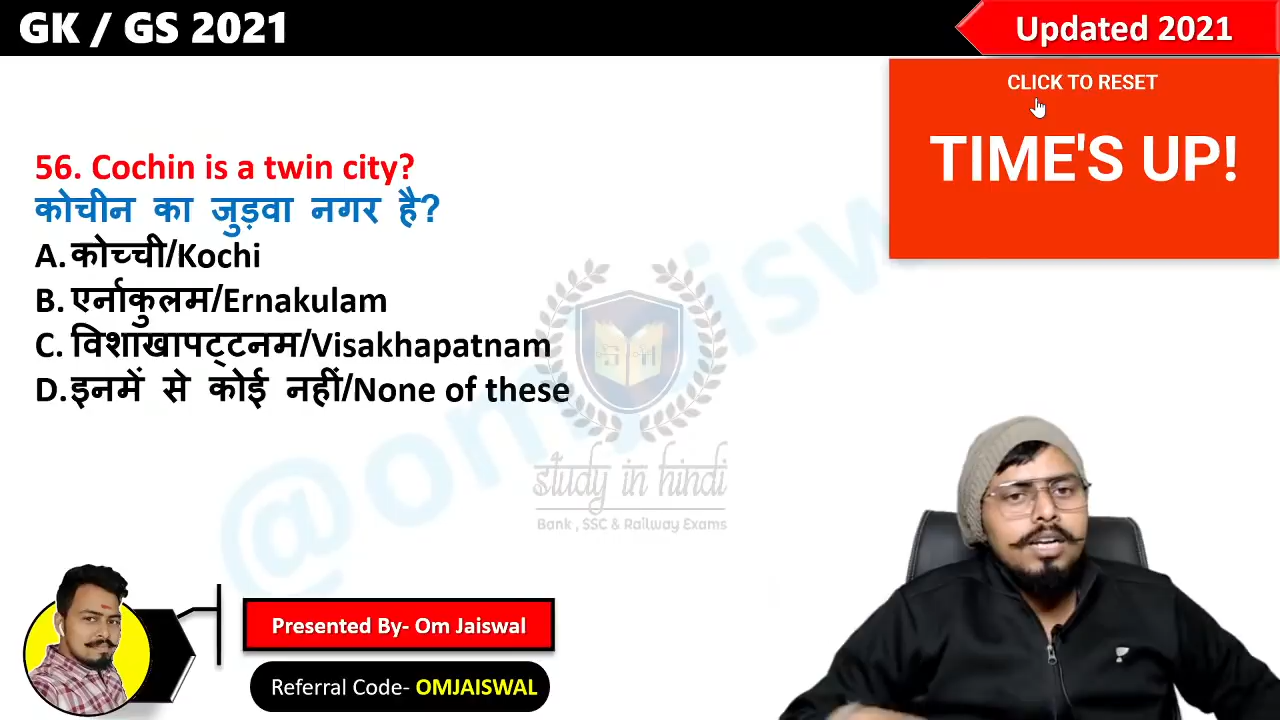 GK / GS 2021
Updated 2021
CLICK TO RESET
TIME'S UP!
56. Cochin is a twin city?
कोचीन का जुड़वा नगर है?
A. कोच्ची/Kochi
B. एर्नाकुलम/Ernakulam
C. विशाखापट्टनम/Visakhapatnam
D. इनमें से कोई नहीं/None of these
study in hindi
Bank , SSC & Railway Exams
Presented By- Om Jaiswal
Referral Code- OMJAISWAL